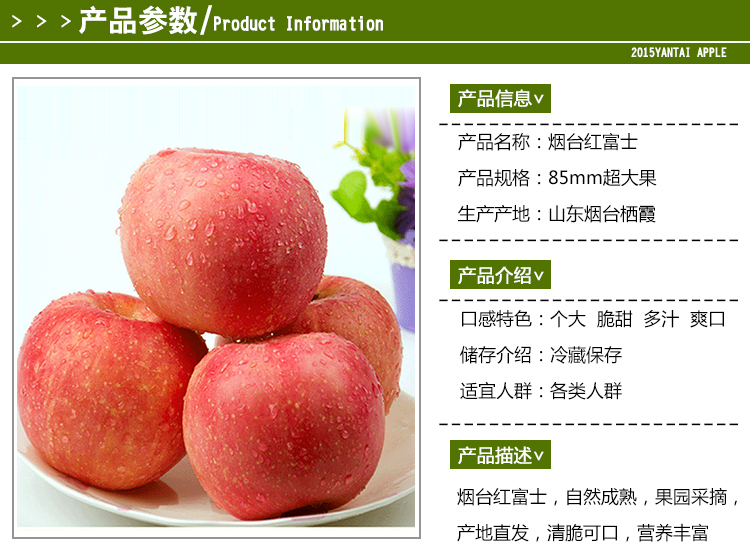 > > > 产品参数/Product Information
2015YANTAI APPLE
产品信息
产品名称：烟台红富士
产品规格：85mm超大果
生产产地：山东烟台栖霞
产品介绍
口感特色：个大 脆甜 多汁 爽口
储存介绍：冷藏保存
适宜人群：各类人群
产品描述
烟台红富士，自然成熟，果园采摘，
产地直发，清脆可口，营养丰富